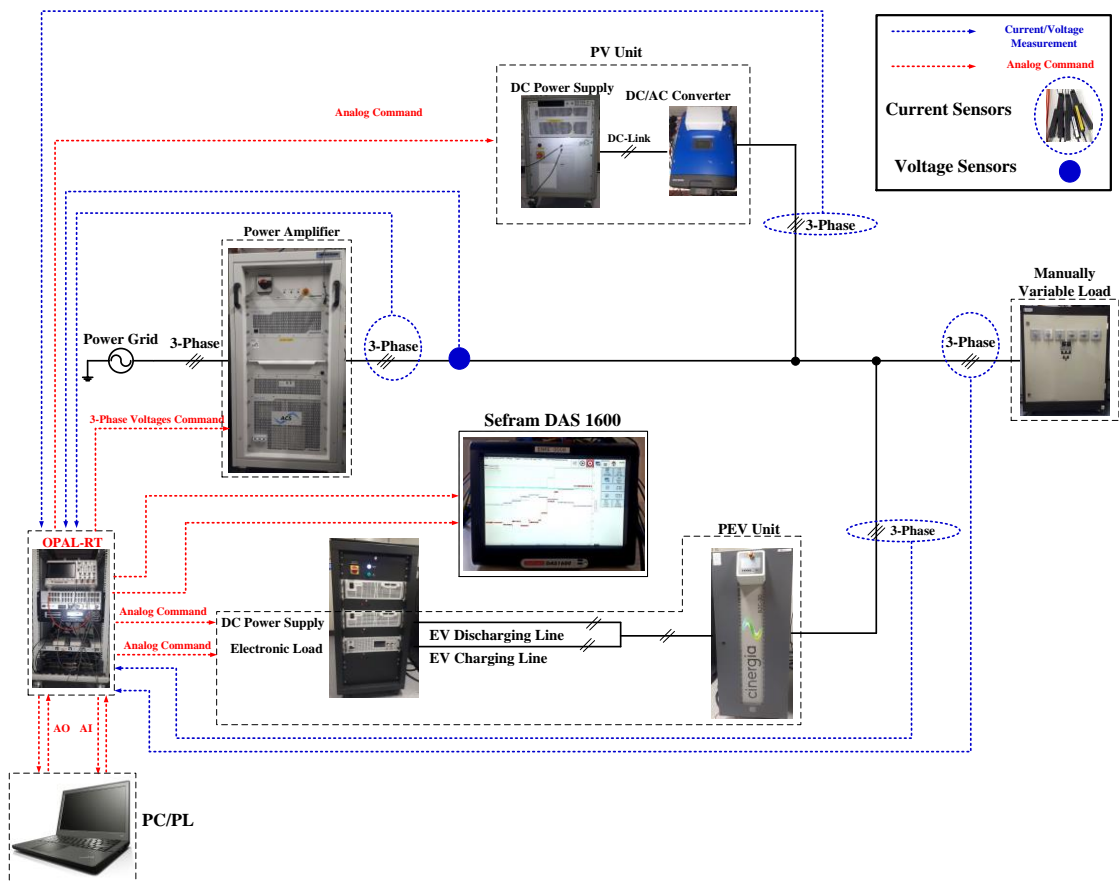 PV Unit
DC Power Supply
DC/AC Converter
DC-Link
Analog Command
Current/Voltage
Measurement
Analog Command
Current Sensors
Voltage Sensors
3-Phase
Power Amplifier
Manually
Variable Load
Power Grid
3-Phase
3-Phase
3-Phase
3-Phase Voltages Command
ACS
Sefram DAS 1600
DAS1600
OPAL-RT
PEV Unit
3-Phase
Analog Command
DC Power Supply
EV Discharging Line
Analog Command
Electronic Load
EV Charging Line
cinergia
AO AI
PC/PL